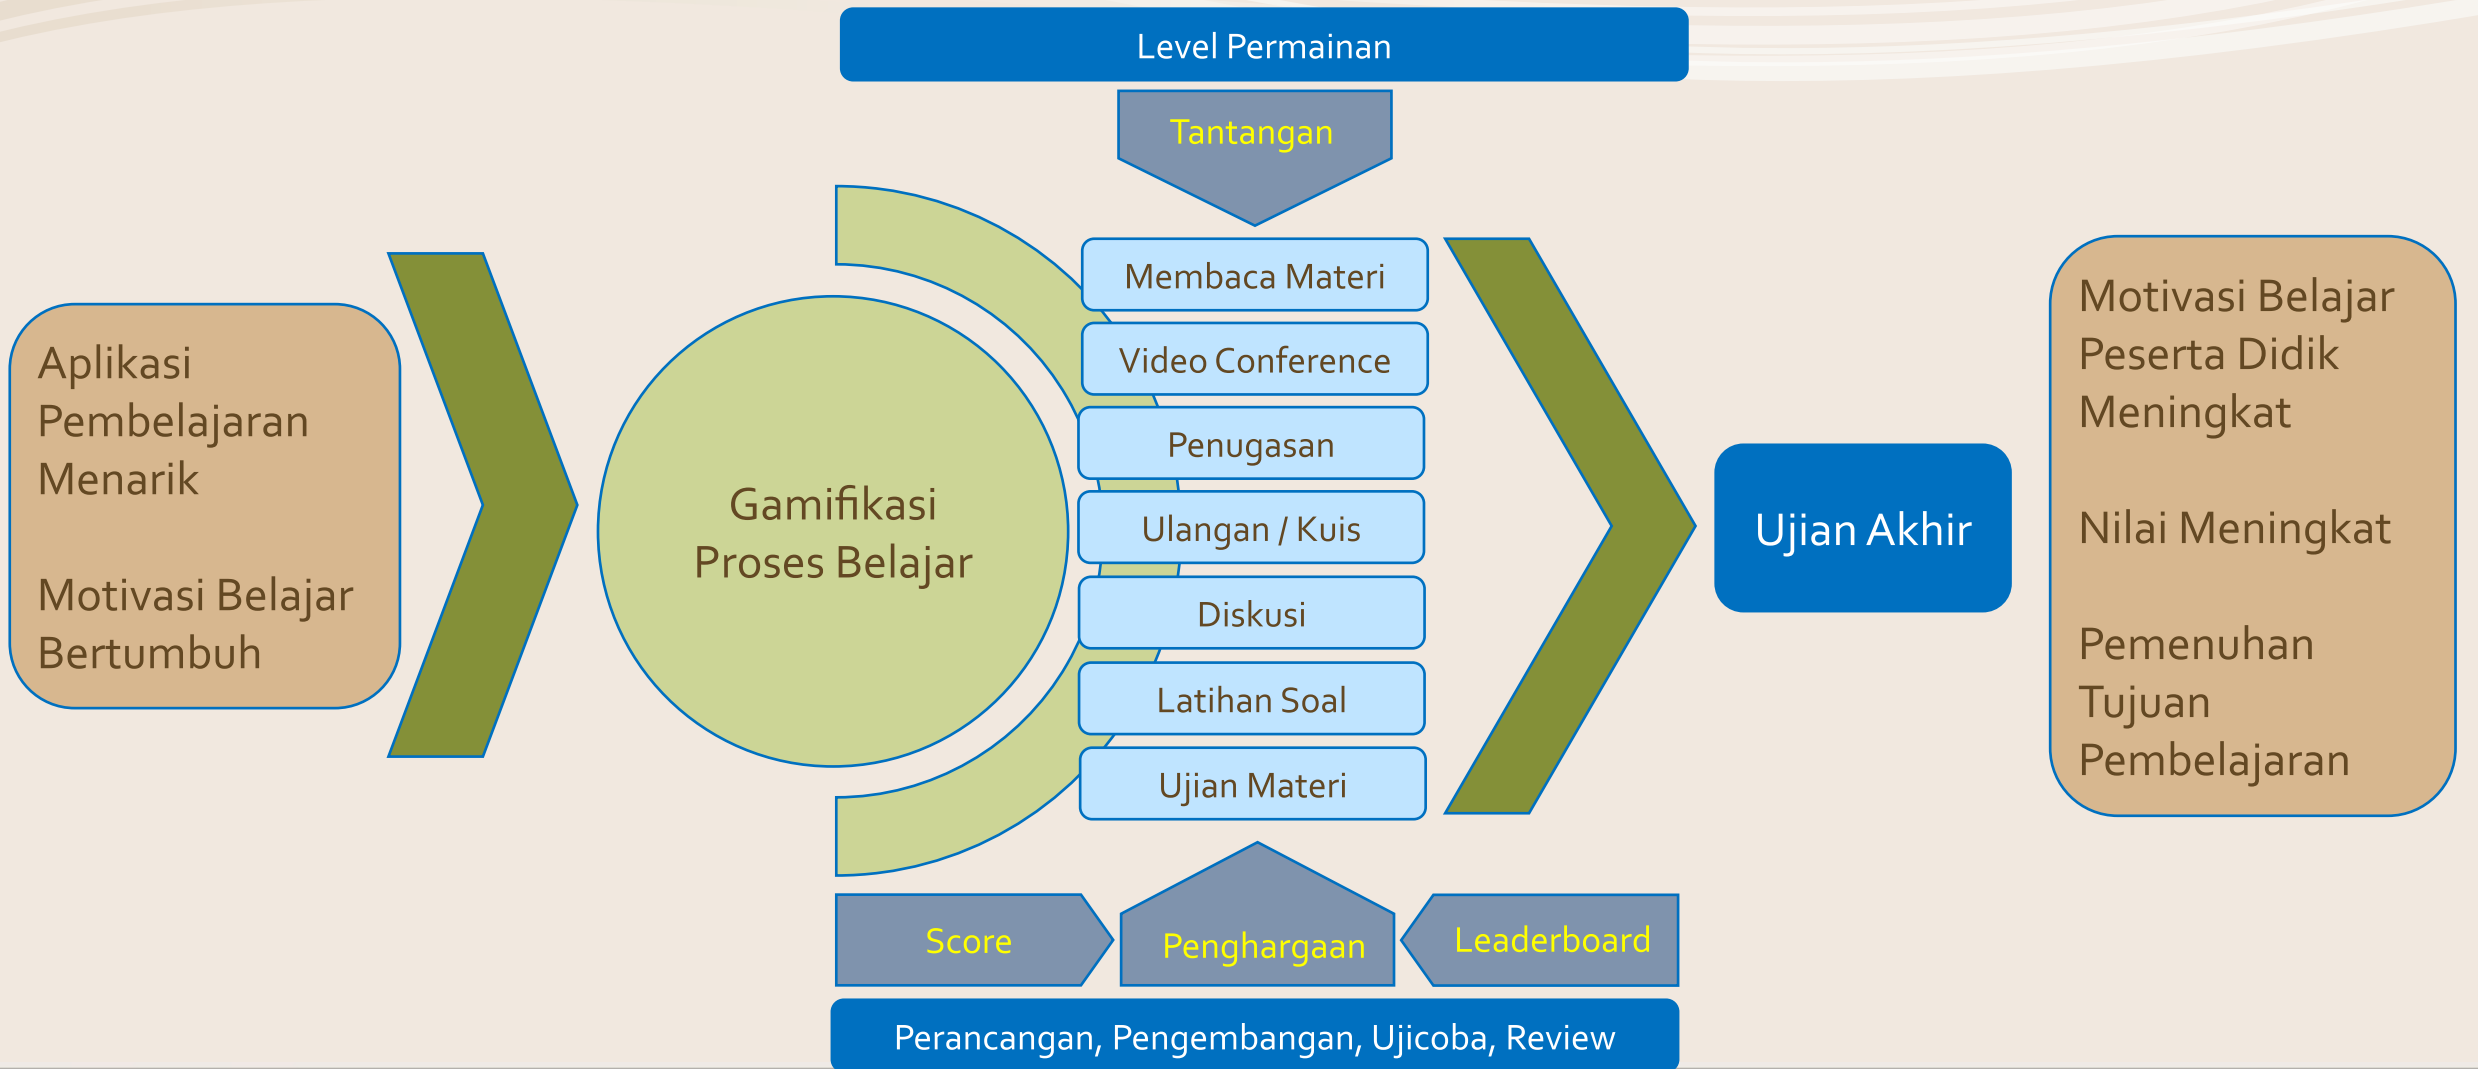 Level Permainan
Tantangan
Aplikasi
Pembelajaran
Menarik
Motivasi Belajar
Bertumbuh
Gamifikasi
Proses Belajar
Membaca Materi
Video Conference
Penugasan
Ulangan / Kuis
Diskusi
Latihan Soal
Ujian Materi
Ujian Akhir
Motivasi Belajar
Peserta Didik
Meningkat
Nilai Meningkat
Pemenuhan
Tujuan
Pembelajaran
Score
Penghargaan
Leaderboard
Perancangan, Pengembangan, Ujicoba, Review